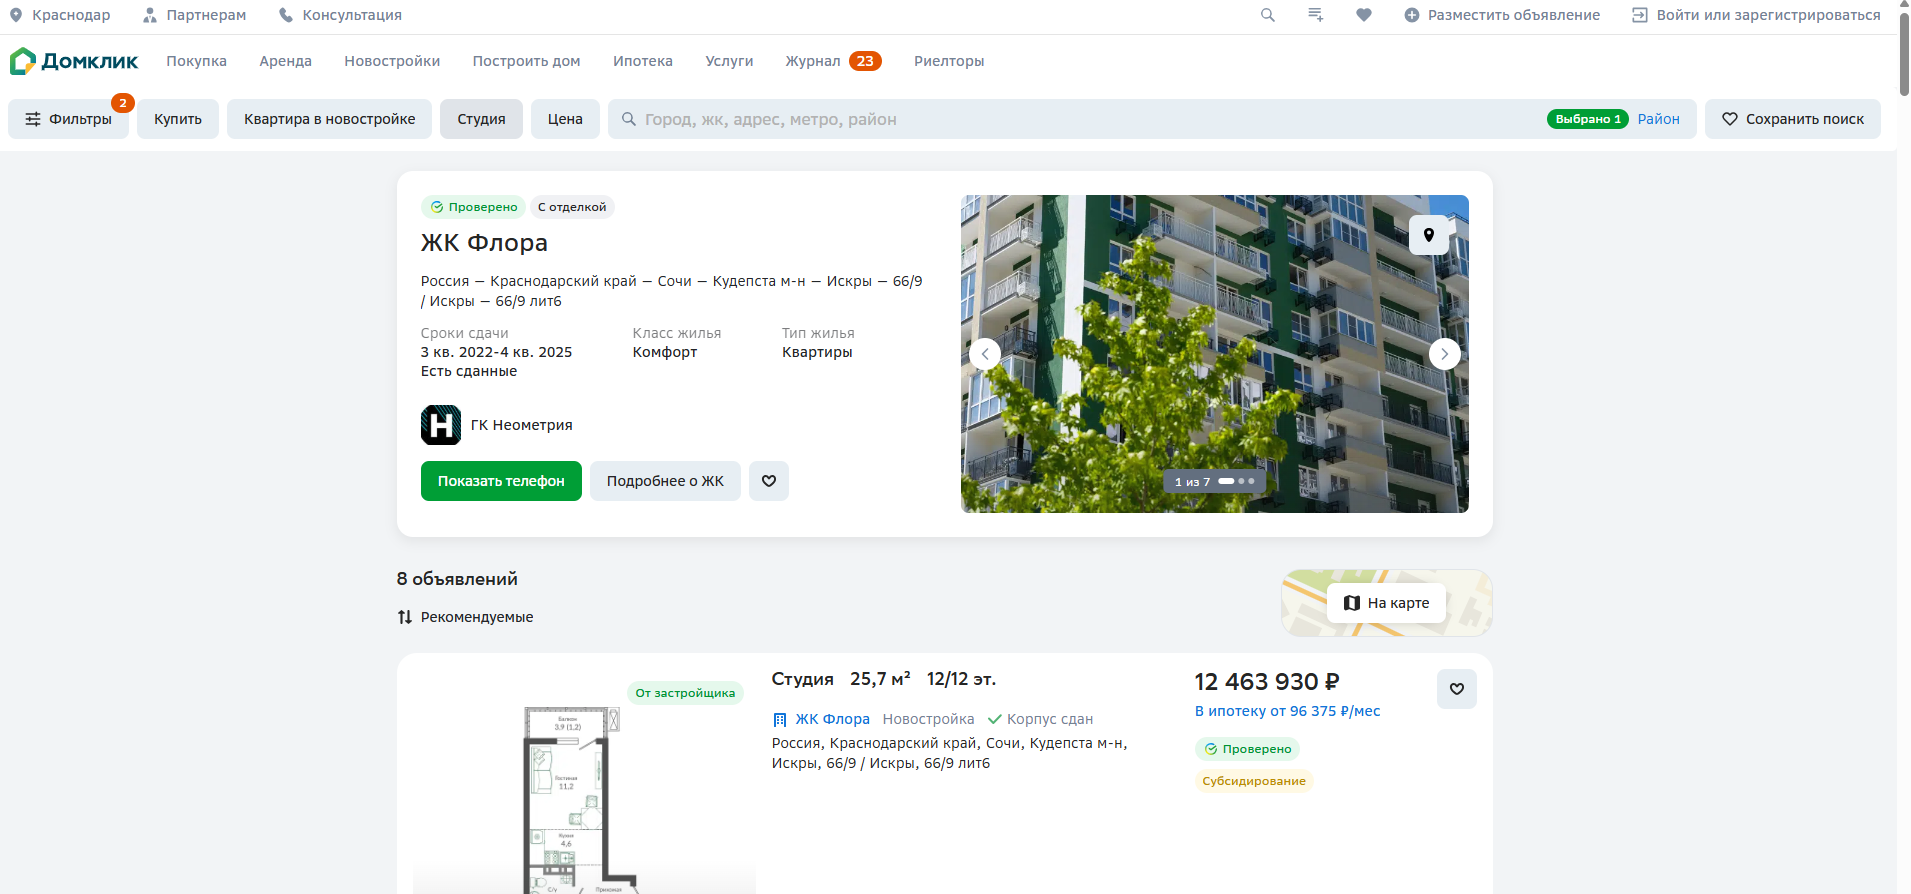 Краснодар Партнерам Консультация Разместить объявление Войти или зарегистрироваться
Домклик Покупка Аренда Новостройки Построить дом Ипотека Услуги Журнал 23 Риелторы
Фильтры 2 Купить Квартира в новостройке Студия Цена Город, жк, адрес, метро, район Выбрано 1 Район Сохранить поиск
Проверено С отделкой
ЖК Флора
Россия — Краснодарский край — Сочи — Кудепста м-н — Искры — 66/9
/ Искры — 66/9 лит6
Сроки сдачи Класс жилья Тип жилья
3 кв. 2022-4 кв. 2025 Комфорт Квартиры
Есть сданные
Н ГК Неометрия
Показать телефон Подробнее о ЖК
1 из 7
8 объявлений
Рекомендуемые
На карте
От застройщика
Балкон
3,9 (1.2)
Гостиная
11,2
Кухня
4,6
С/у Прихожая
Студия 25,7 м² 12/12 эт.
ЖК Флора Новостройка Корпус сдан
Россия, Краснодарский край, Сочи, Кудепста м-н,
Искры, 66/9 / Искры, 66/9 лит6
12 463 930 ₽
В ипотеку от 96 375 ₽/мес
Проверено
Субсидирование